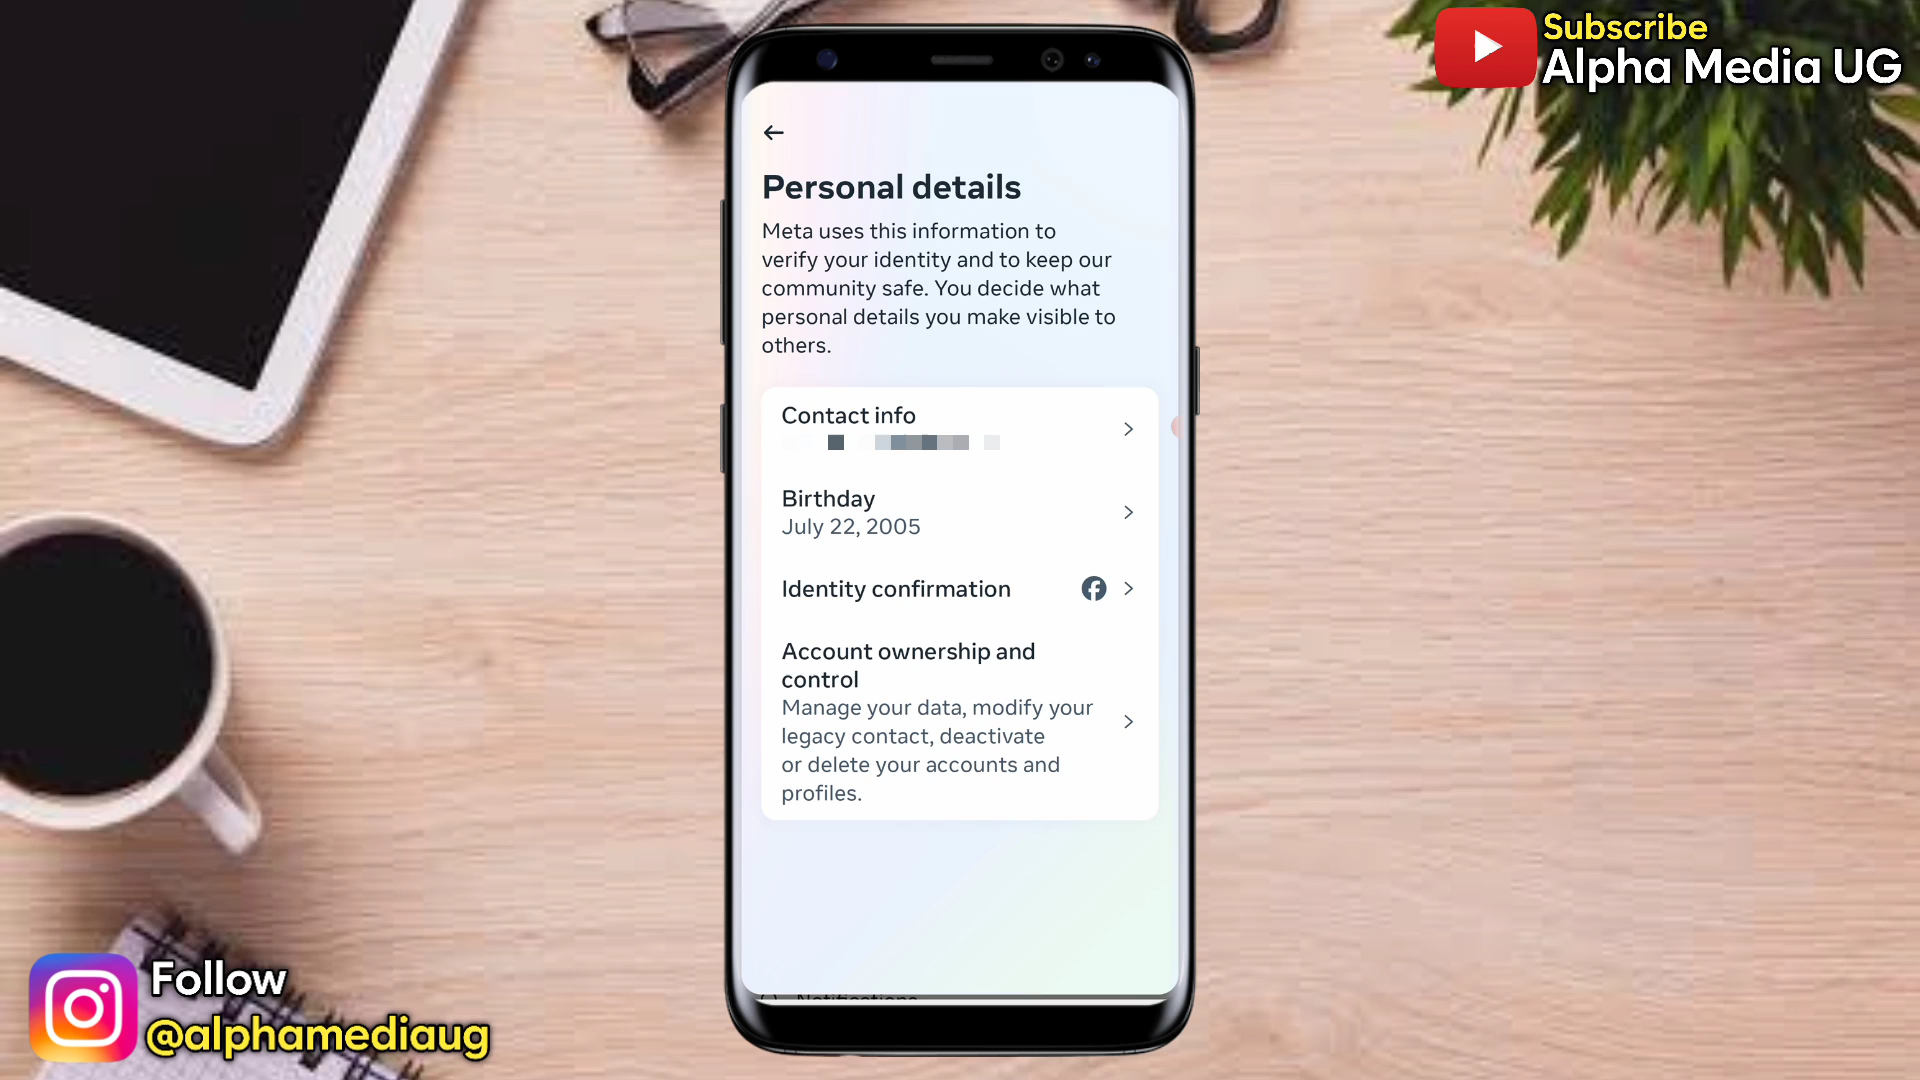 Subscribe
Alpha Media UG
Personal details
Meta uses this information to
verify your identity and to keep our
community safe. You decide what
personal details you make visible to
others.
Contact info
Birthday
July 22, 2005
Identity confirmation
Account ownership and
control
Manage your data, modify your
legacy contact, deactivate
or delete your accounts and
profiles.
Notifications
Follow
@alphamediaug